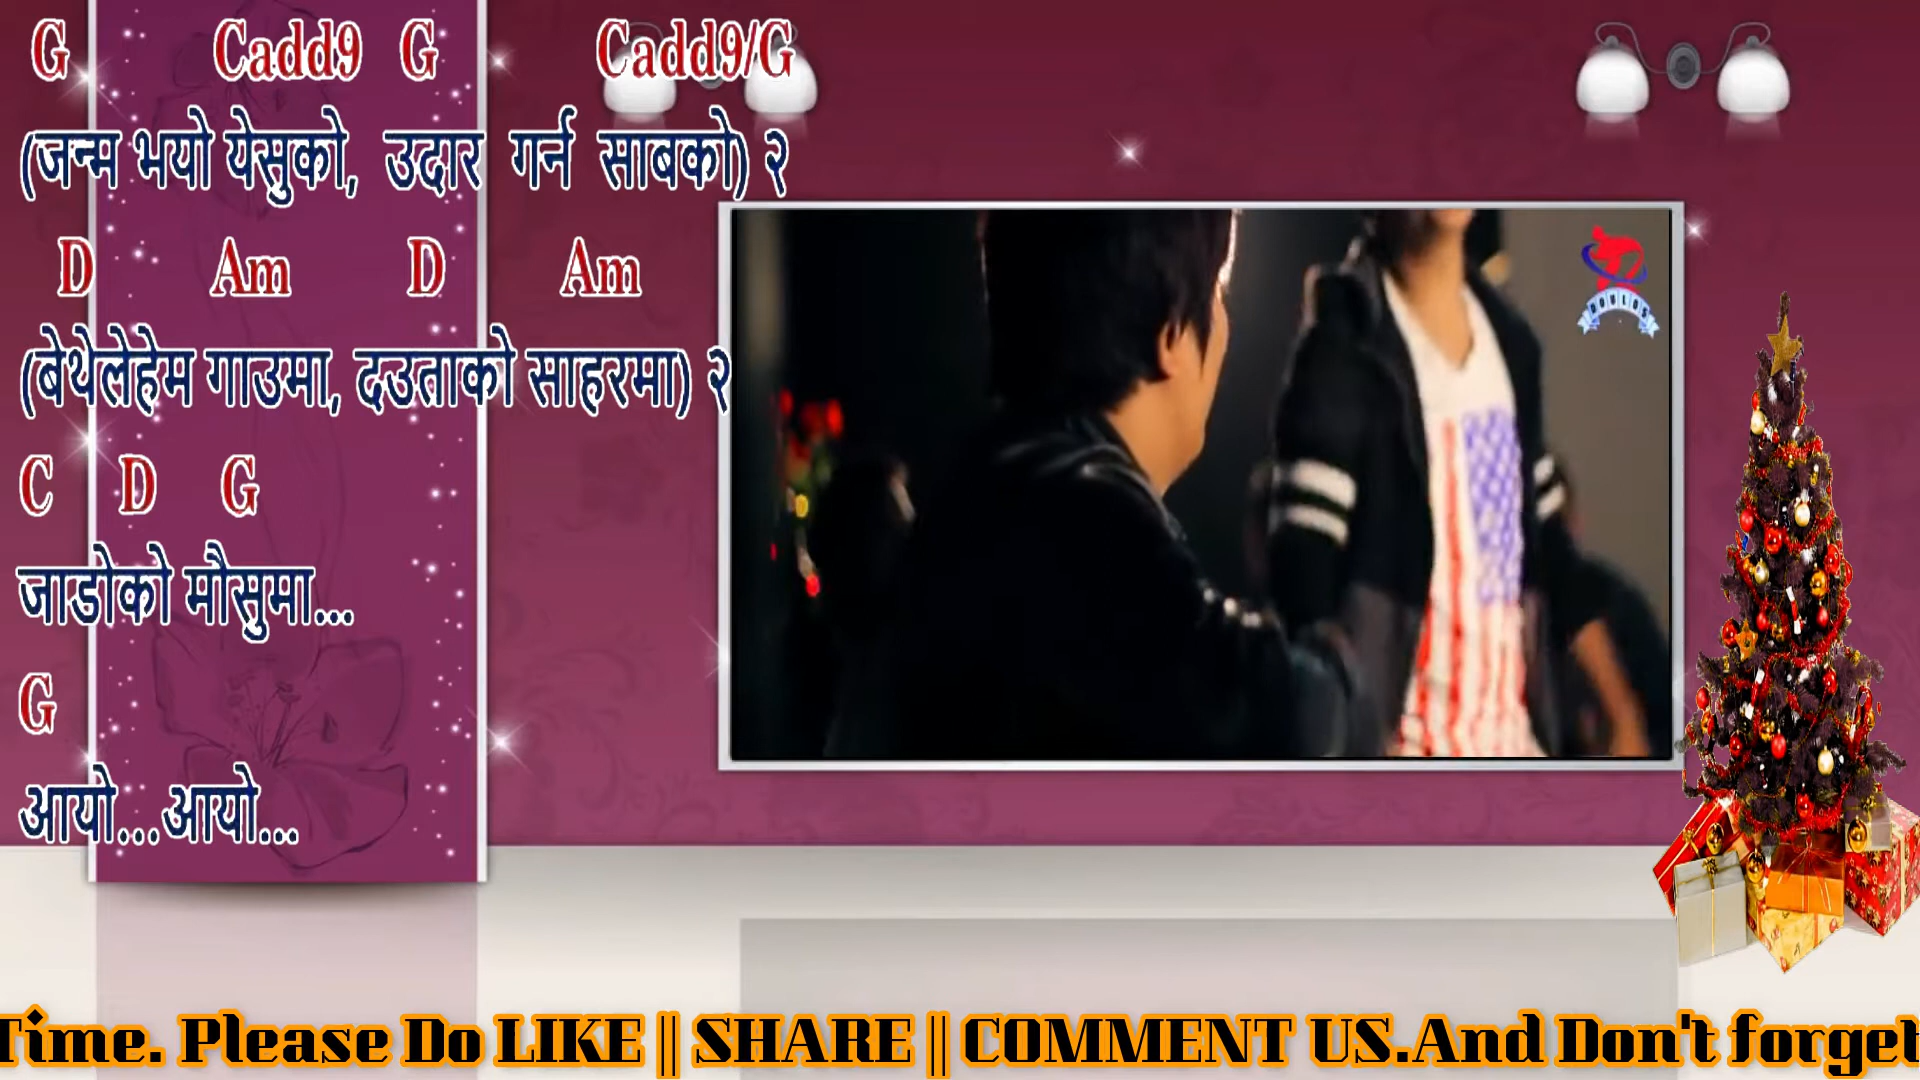 G Cadd9 G Cadd9/G
(जन्म भयो येसुको, उदार गर्न साबको) २
D Am D Am
(बेथेलेहेम गाउमा, दउताको साहरमा) २
C D G
जाडोको मौसुमा...
G
आयो...आयो...
DOULOS
Time. Please Do LIKE || SHARE || COMMENT US.And Don't forget